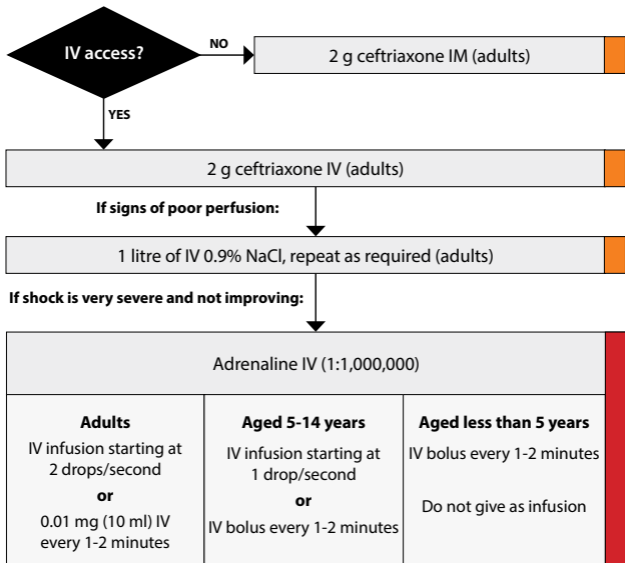 IV access?
NO
2 g ceftriaxone IM (adults)
YES
2 g ceftriaxone IV (adults)
If signs of poor perfusion:
1 litre of IV 0.9% NaCl, repeat as required (adults)
If shock is very severe and not improving:
Adrenaline IV (1:1,000,000)
Adults
IV infusion starting at
2 drops/second
or
0.01 mg (10 ml) IV
every 1-2 minutes
Aged 5-14 years
IV infusion starting at
1 drop/second
or
IV bolus every 1-2 minutes
Aged less than 5 years
IV bolus every 1-2 minutes
Do not give as infusion